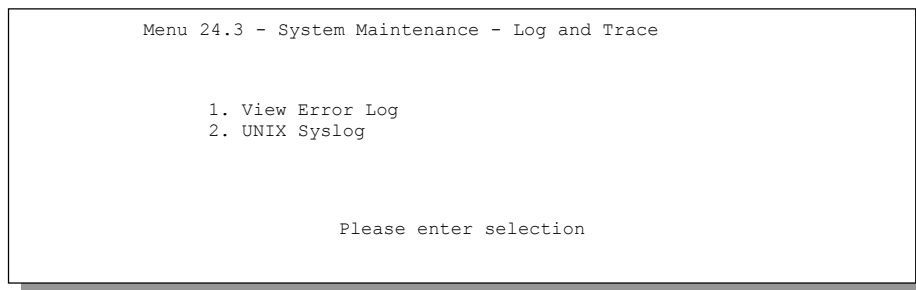 Menu 24.3 - System Maintenance - Log and Trace
1. View Error Log
2. UNIX Syslog
Please enter selection